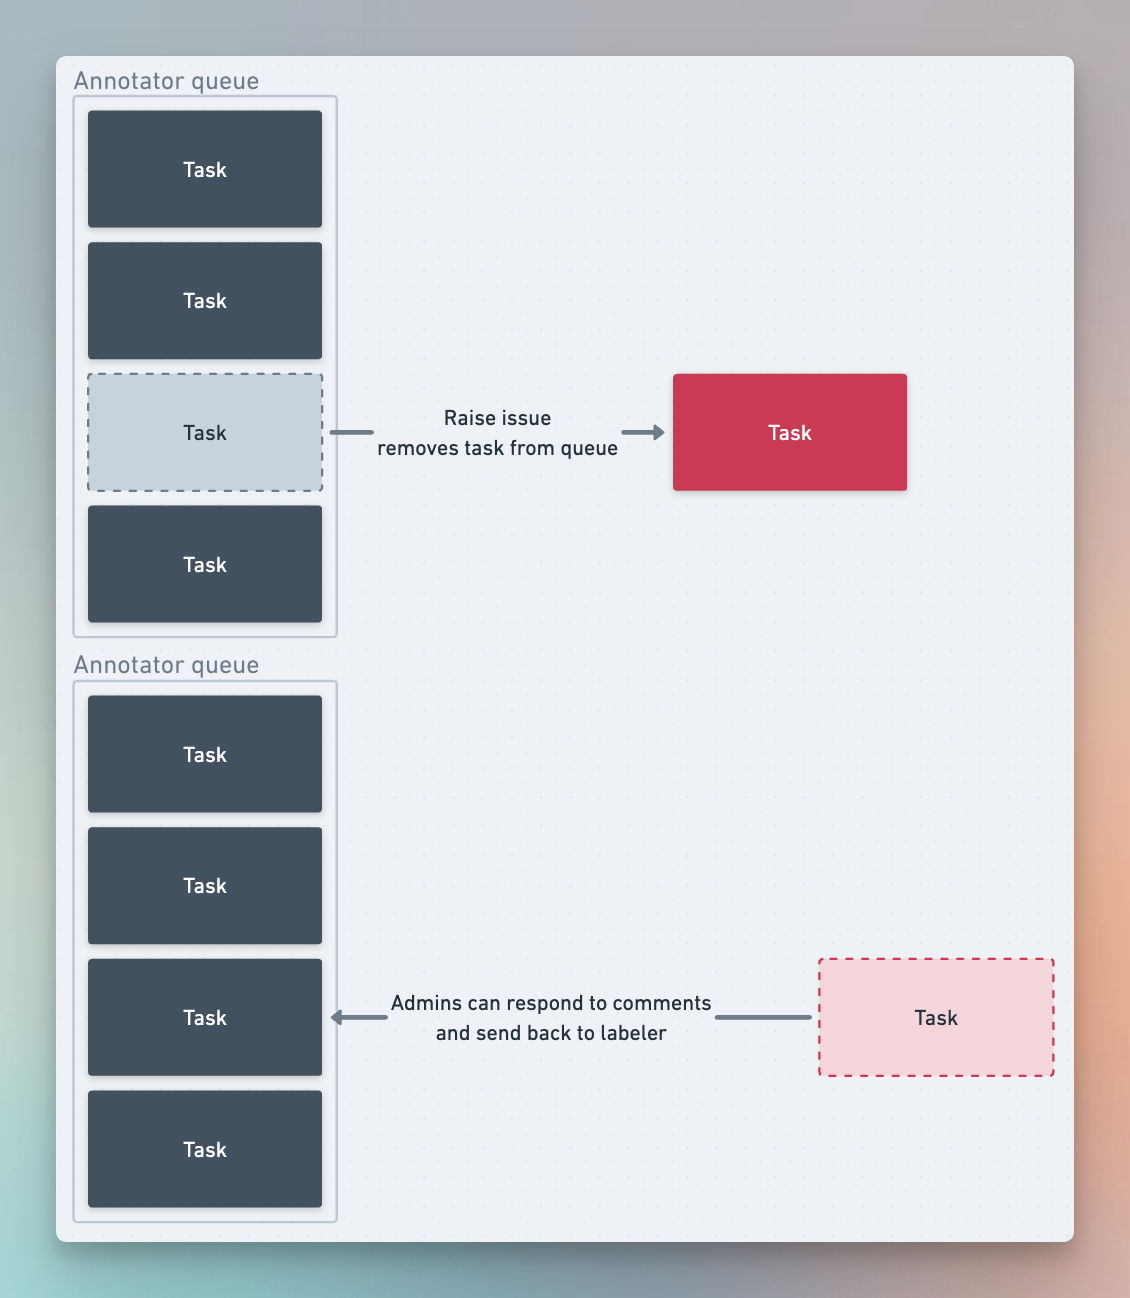 Annotator queue
Task
Task
Task
Raise issue
removes task from queue
Task
Task
Annotator queue
Task
Task
Task
Admins can respond to comments
and send back to labeler
Task
Task